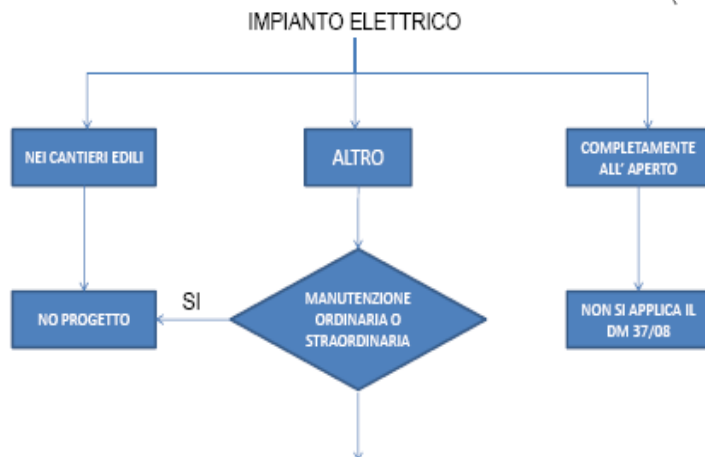 (
IMPIANTO ELETTRICO
NEI CANTIERI EDILI
ALTRO
COMPLETAMENTE
ALL' APERTO
NO PROGETTO
SI
MANUTENZIONE
ORDINARIA O
STRAORDINARIA
NON SI APPLICA IL
DM 37/08